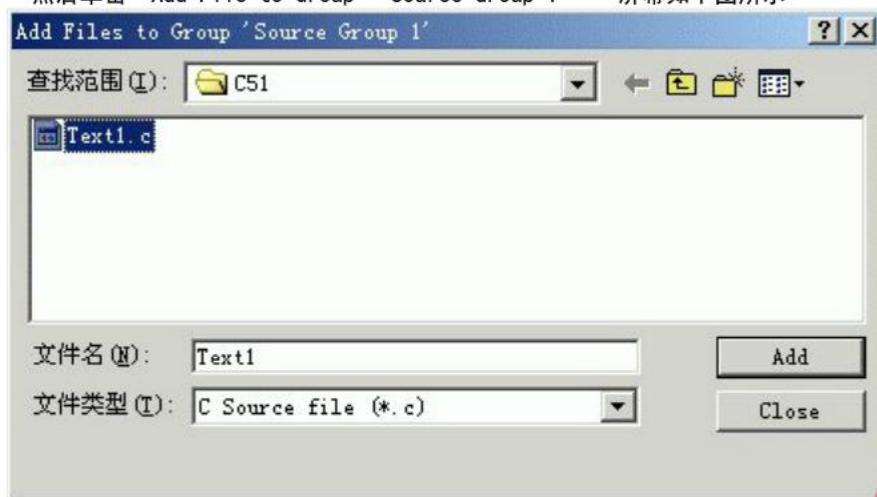 Add Files to Group 'Source Group 1'
查找范围(I): C51
Text1.c
文件名(N): Text1 Add
文件类型(T): C Source file (*.c) Close